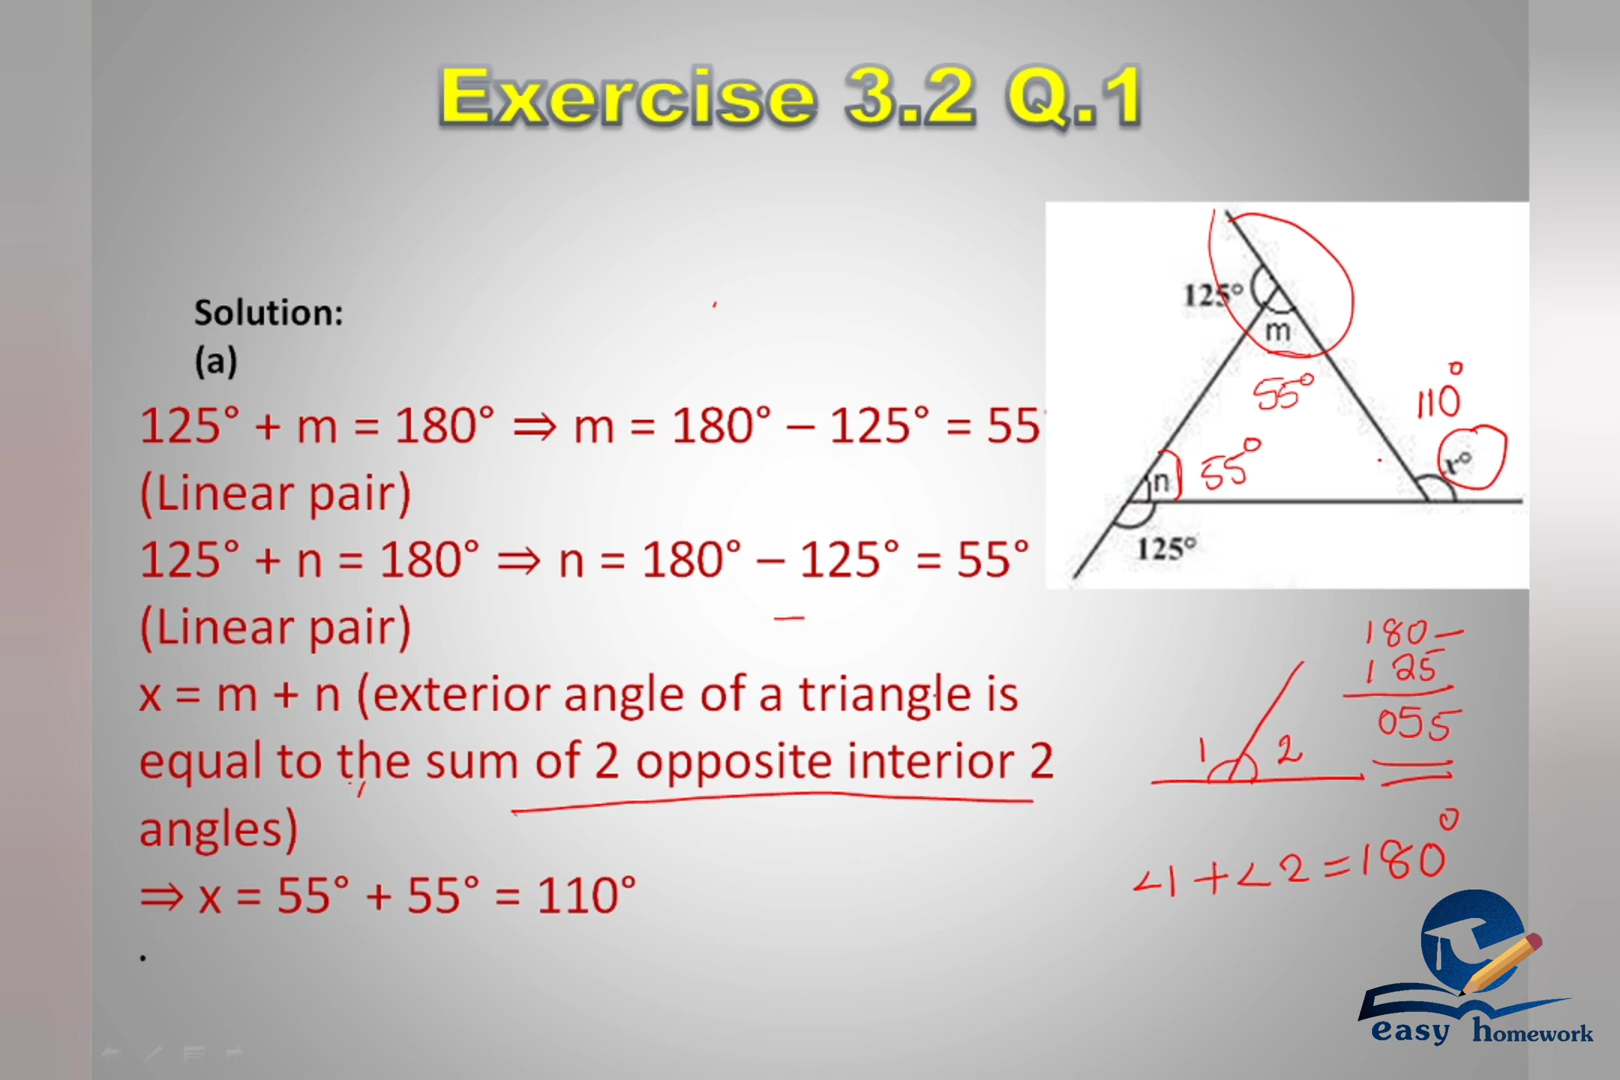 Exercise 3.2 Q.1
Solution:
(a)
125° + m = 180° ⇒ m = 180° – 125° = 55°
(Linear pair)
125° + n = 180° ⇒ n = 180° – 125° = 55°
(Linear pair)
x = m + n (exterior angle of a triangle is
equal to the sum of 2 opposite interior 2
angles)
⇒ x = 55° + 55° = 110°
.
125°
m
55°
110°
x°
n
55°
125°
180 –
125
055
1 2
∠1 + ∠2 = 180°
easy homework